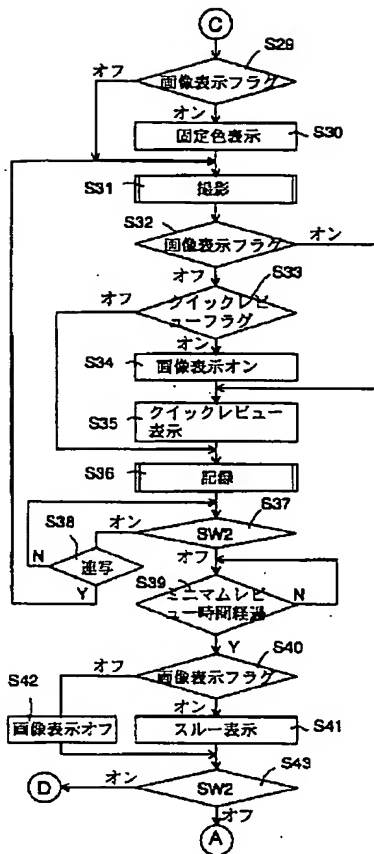 C
S29
オフ
画像表示フラグ
オン
固定色表示
S30
S31
撮影
S32
画像表示フラグ
オン
オフ
S33
オフ
クイックレビ
ューフラグ
オン
S34
画像表示オン
S35
クイックレビュー
表示
S36
記録
S37
S38
オン
SW2
N
連写
Y
オフ
S39
ミニマムレビ
ュー時間経過
N
Y
S40
オフ
画像表示フラグ
S42
オン
画像表示オフ
スルー表示
S41
S43
D
オン
SW2
オフ
A